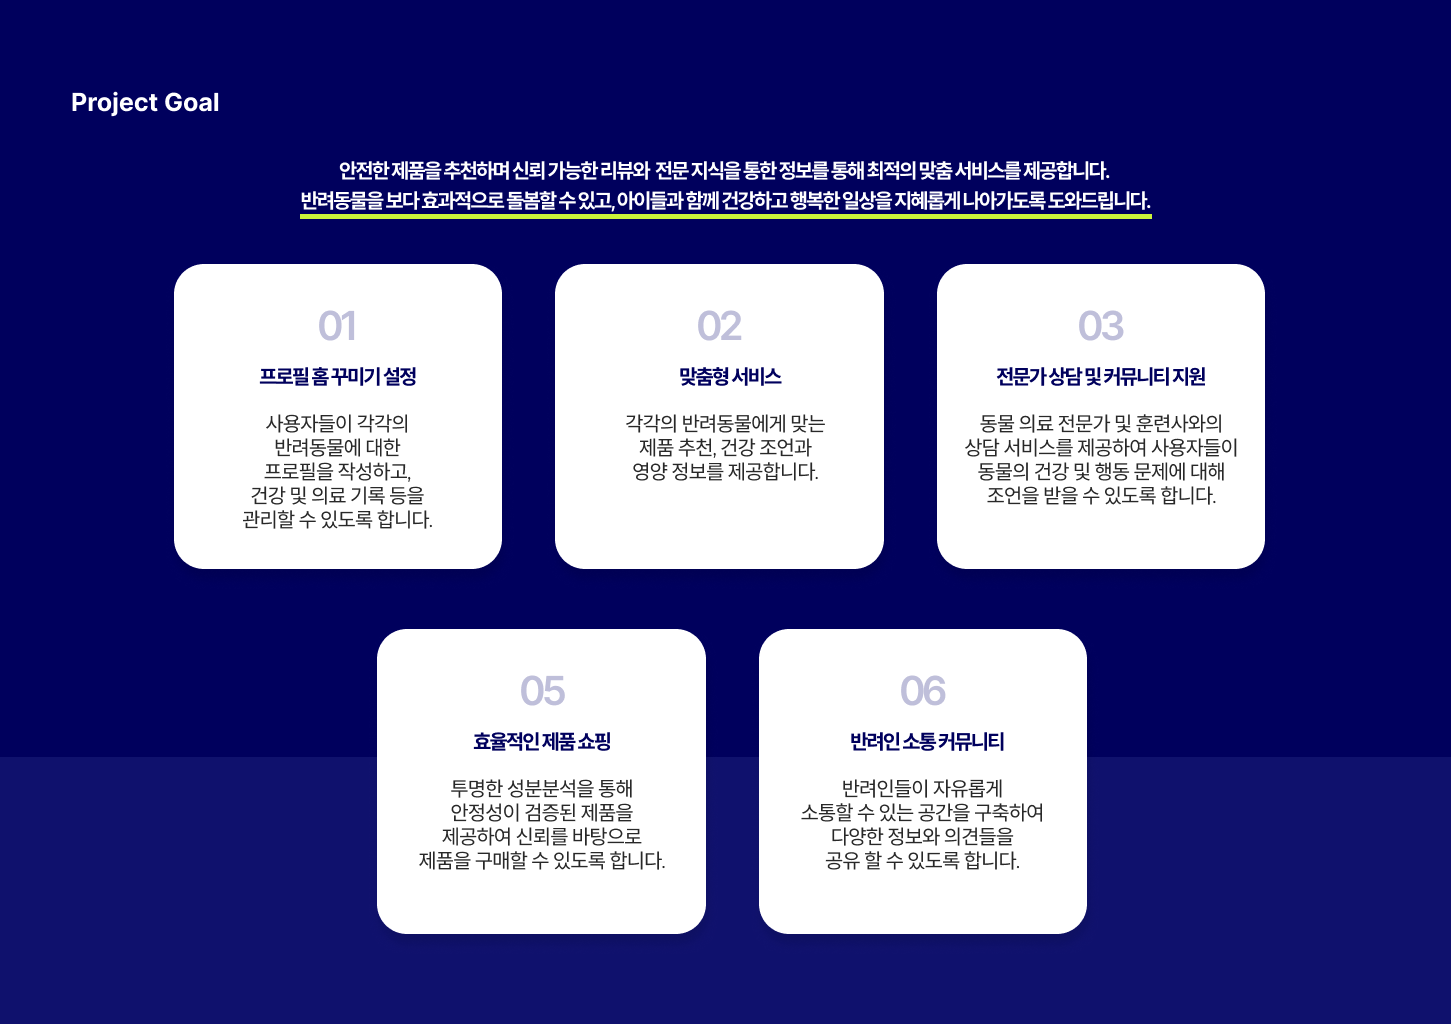 Project Goal
안전한 제품을 추천하며 신뢰 가능한 리뷰와 전문 지식을 통한 정보를 통해 최적의 맞춤 서비스를 제공합니다.
반려동물을 보다 효과적으로 돌봄할 수 있고, 아이들과 함께 건강하고 행복한 일상을 지혜롭게 나아가도록 도와드립니다.
01
프로필 홈 꾸미기 설정
사용자들이 각각의
반려동물에 대한
프로필을 작성하고,
건강 및 의료 기록 등을
관리할 수 있도록 합니다.
02
맞춤형 서비스
각각의 반려동물에게 맞는
제품 추천, 건강 조언과
영양 정보를 제공합니다.
03
전문가 상담 및 커뮤니티 지원
동물 의료 전문가 및 훈련사와의
상담 서비스를 제공하여 사용자들이
동물의 건강 및 행동 문제에 대해
조언을 받을 수 있도록 합니다.
05
효율적인 제품 쇼핑
투명한 성분분석을 통해
안정성이 검증된 제품을
제공하여 신뢰를 바탕으로
제품을 구매할 수 있도록 합니다.
06
반려인 소통 커뮤니티
반려인들이 자유롭게
소통할 수 있는 공간을 구축하여
다양한 정보와 의견들을
공유 할 수 있도록 합니다.